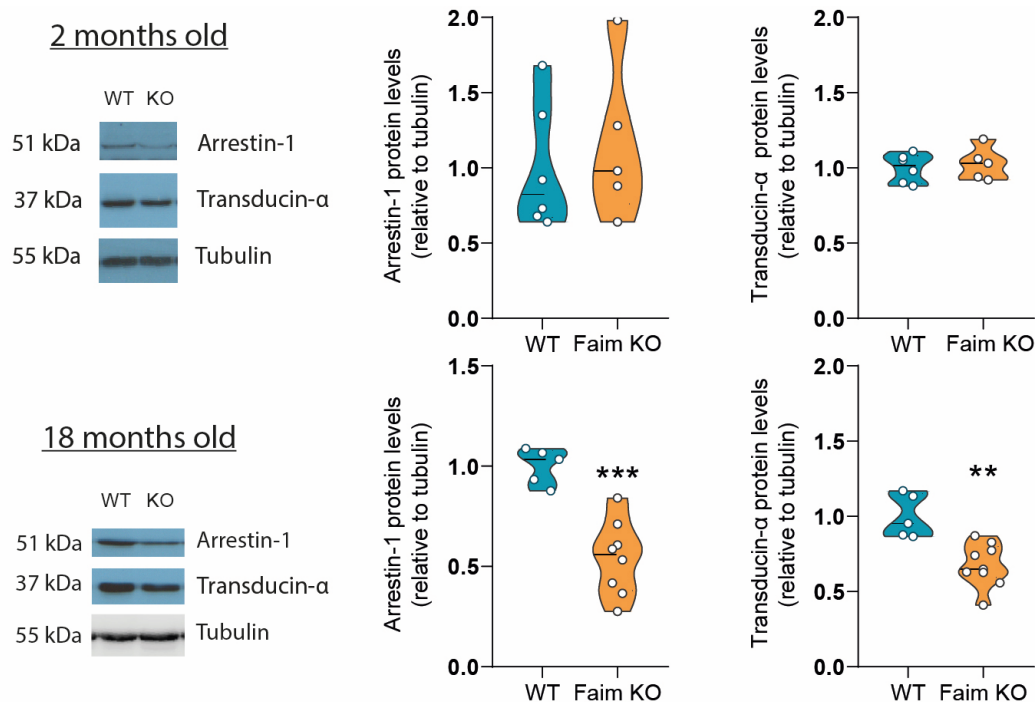 2 months old
WT KO
51 kDa Arrestin-1
37 kDa Transducin-α
55 kDa Tubulin
Arrestin-1 protein levels
(relative to tubulin)
2.0
1.5
1.0
0.5
0.0
WT Faim KO
Transducin-α protein levels
(relative to tubulin)
2.0
1.5
1.0
0.5
0.0
WT Faim KO
18 months old
WT KO
51 kDa Arrestin-1
37 kDa Transducin-α
55 kDa Tubulin
Arrestin-1 protein levels
(relative to tubulin)
1.5
1.0
0.5
0.0
***
WT Faim KO
Transducin-α protein levels
(relative to tubulin)
2.0
1.5
1.0
0.5
0.0
**
WT Faim KO